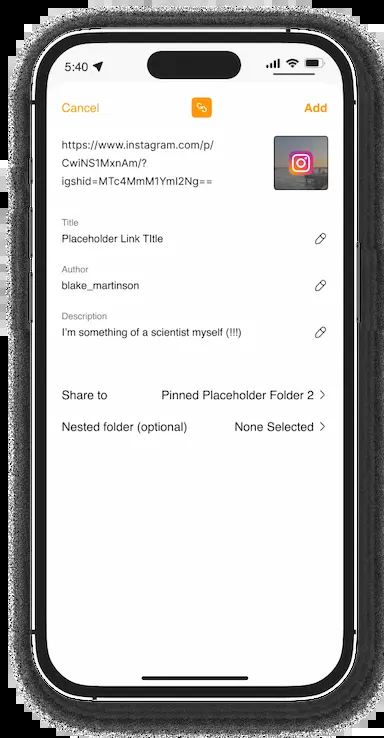 5:40
Cancel
Add
https://www.instagram.com/p/
CwiNS1MxnAm/?
igshid=MTc4MmM1YmI2Ng==
Title
Placeholder Link TItle
Author
blake_martinson
Description
I'm something of a scientist myself (!!!)
Share to Pinned Placeholder Folder 2
Nested folder (optional) None Selected